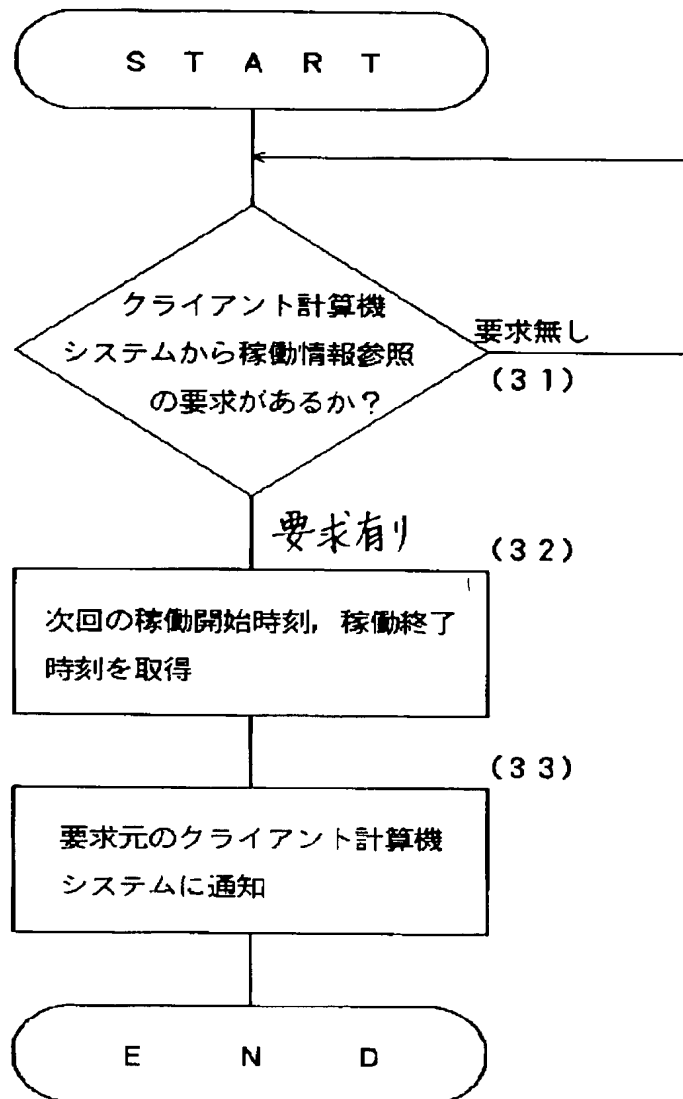 START
クライアント計算機
システムから稼働情報参照
の要求があるか？
要求無し
(31)
要求有り
(32)
次回の稼働開始時刻，稼働終了
時刻を取得
(33)
要求元のクライアント計算機
システムに通知
END